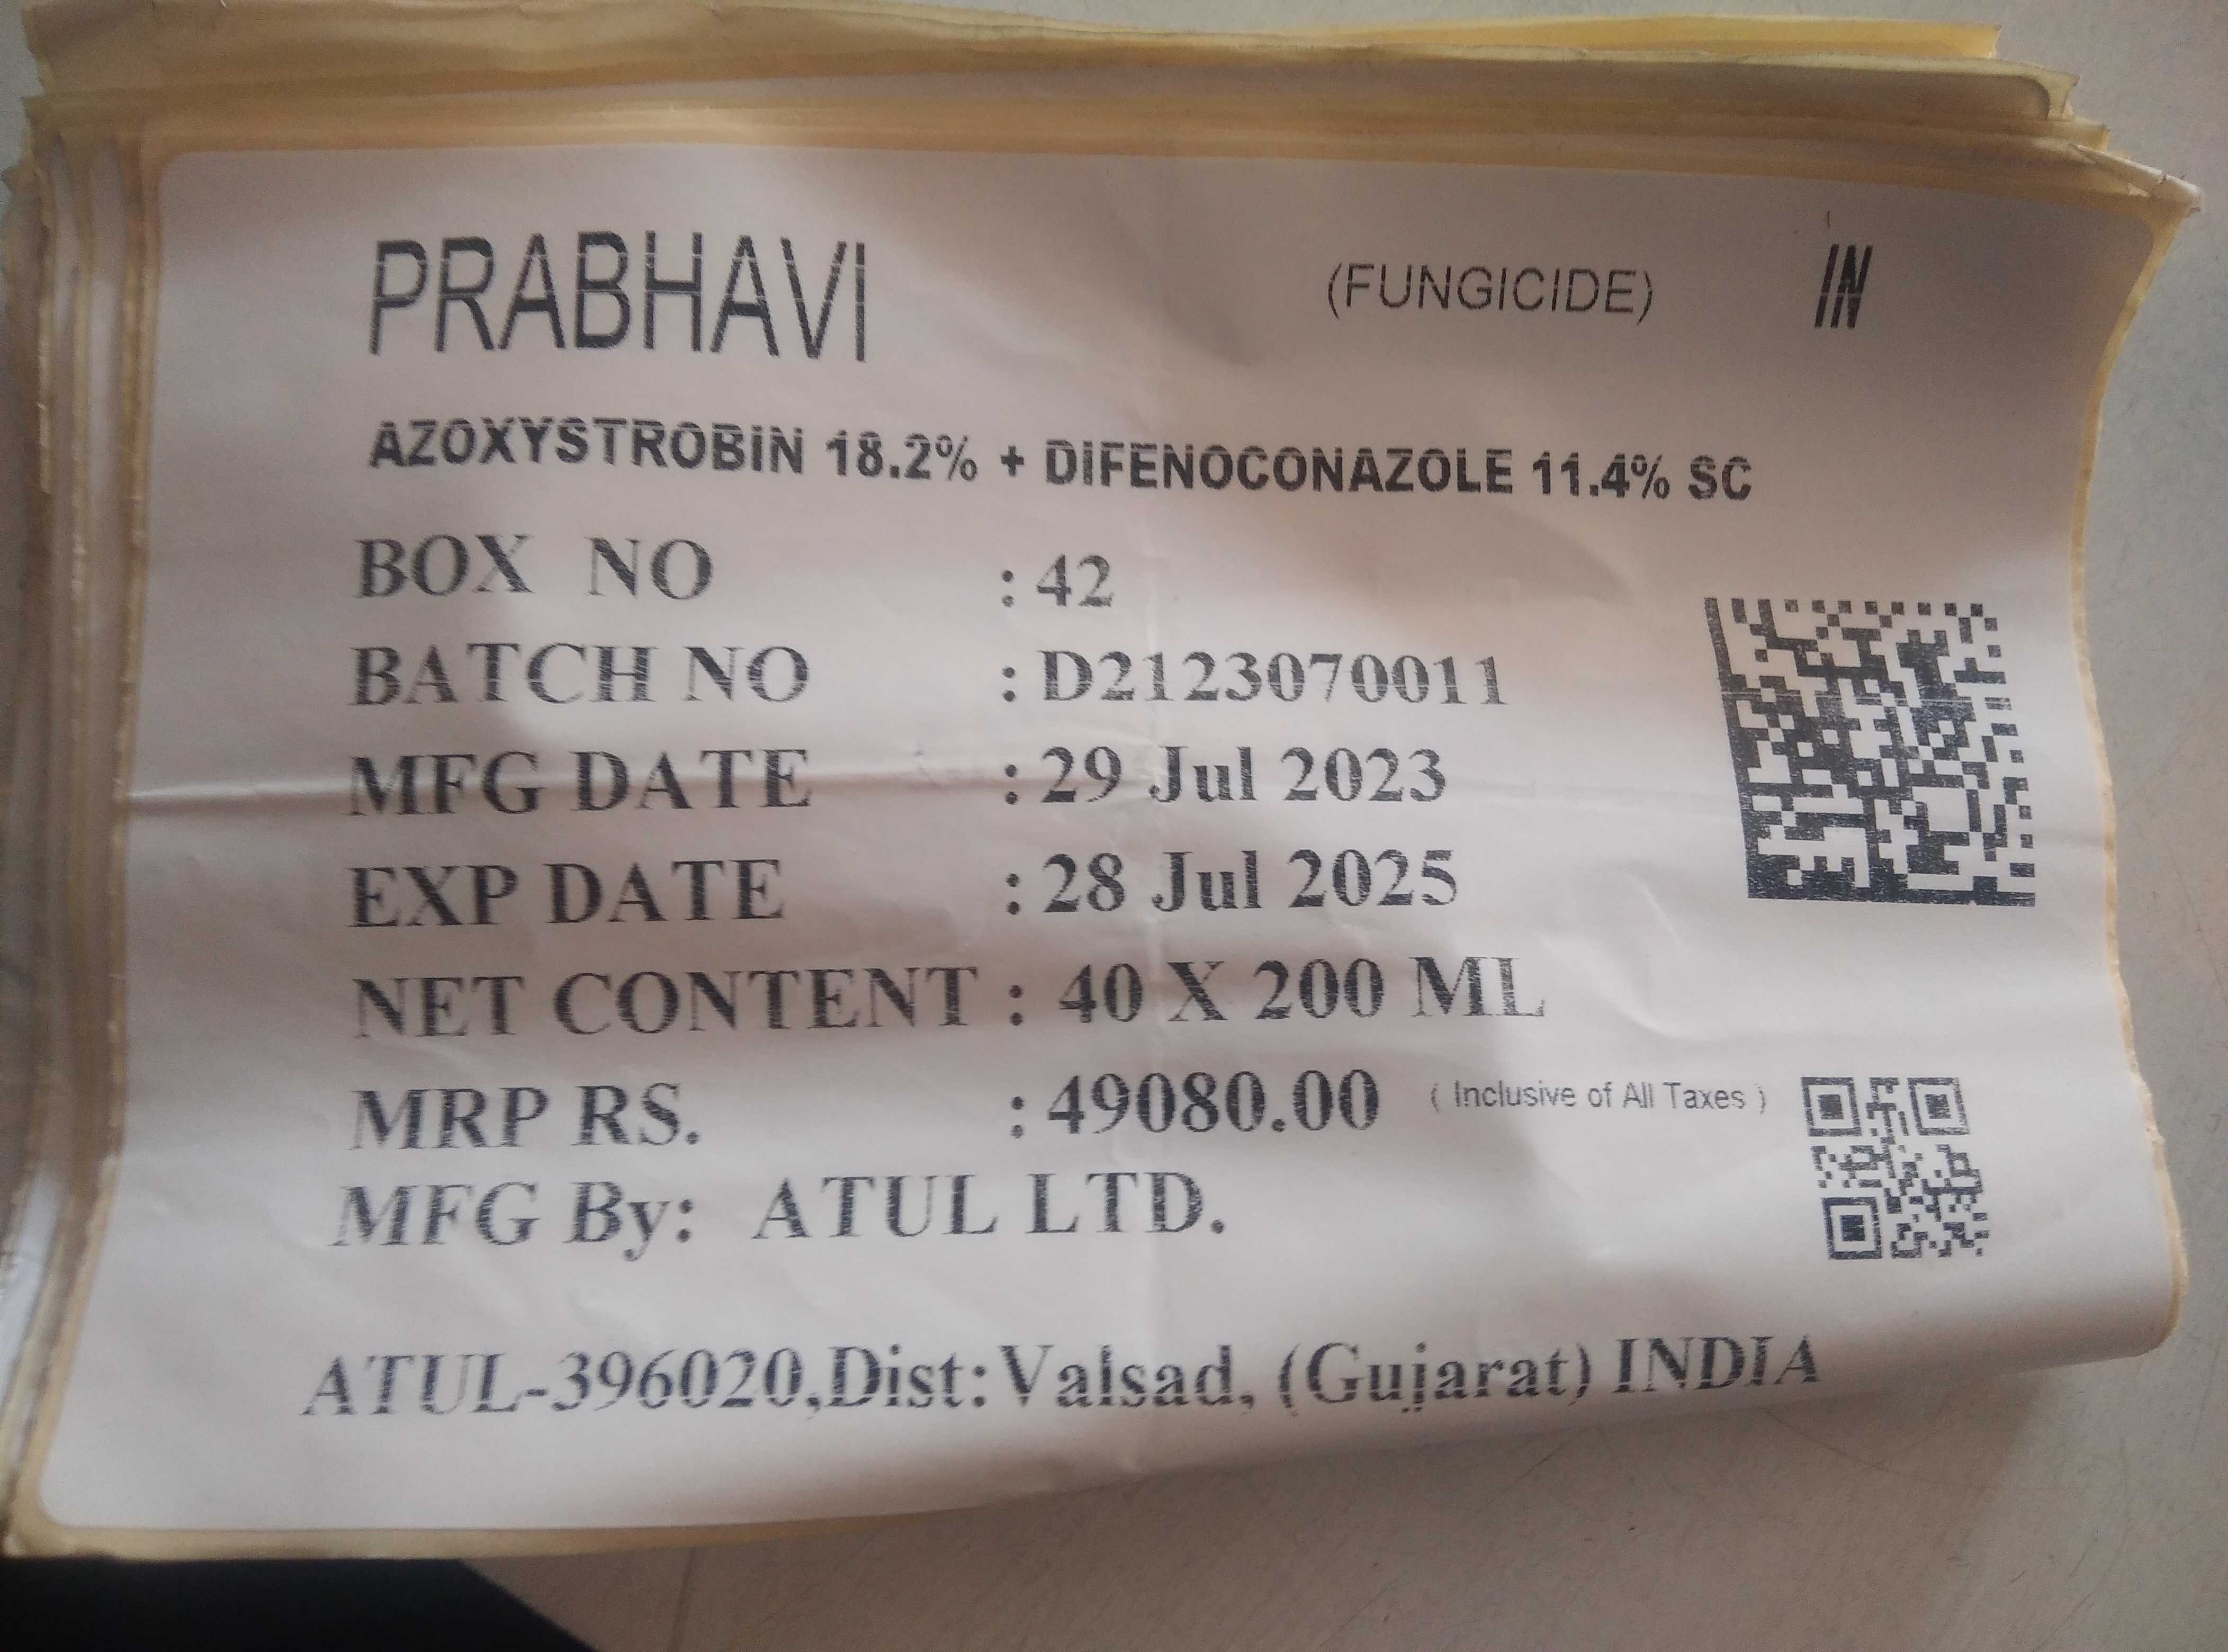 PRABHAVI (FUNGICIDE) IN
AZOXYSTROBIN 18.2% + DIFENOCONAZOLE 11.4% SC
BOX NO : 42
BATCH NO : D2123070011
MFG DATE : 29 Jul 2023
EXP DATE : 28 Jul 2025
NET CONTENT : 40 X 200 ML
MRP RS. : 49080.00 ( Inclusive of All Taxes )
MFG By: ATUL LTD.
ATUL-396020,Dist:Valsad, (Gujarat) INDIA